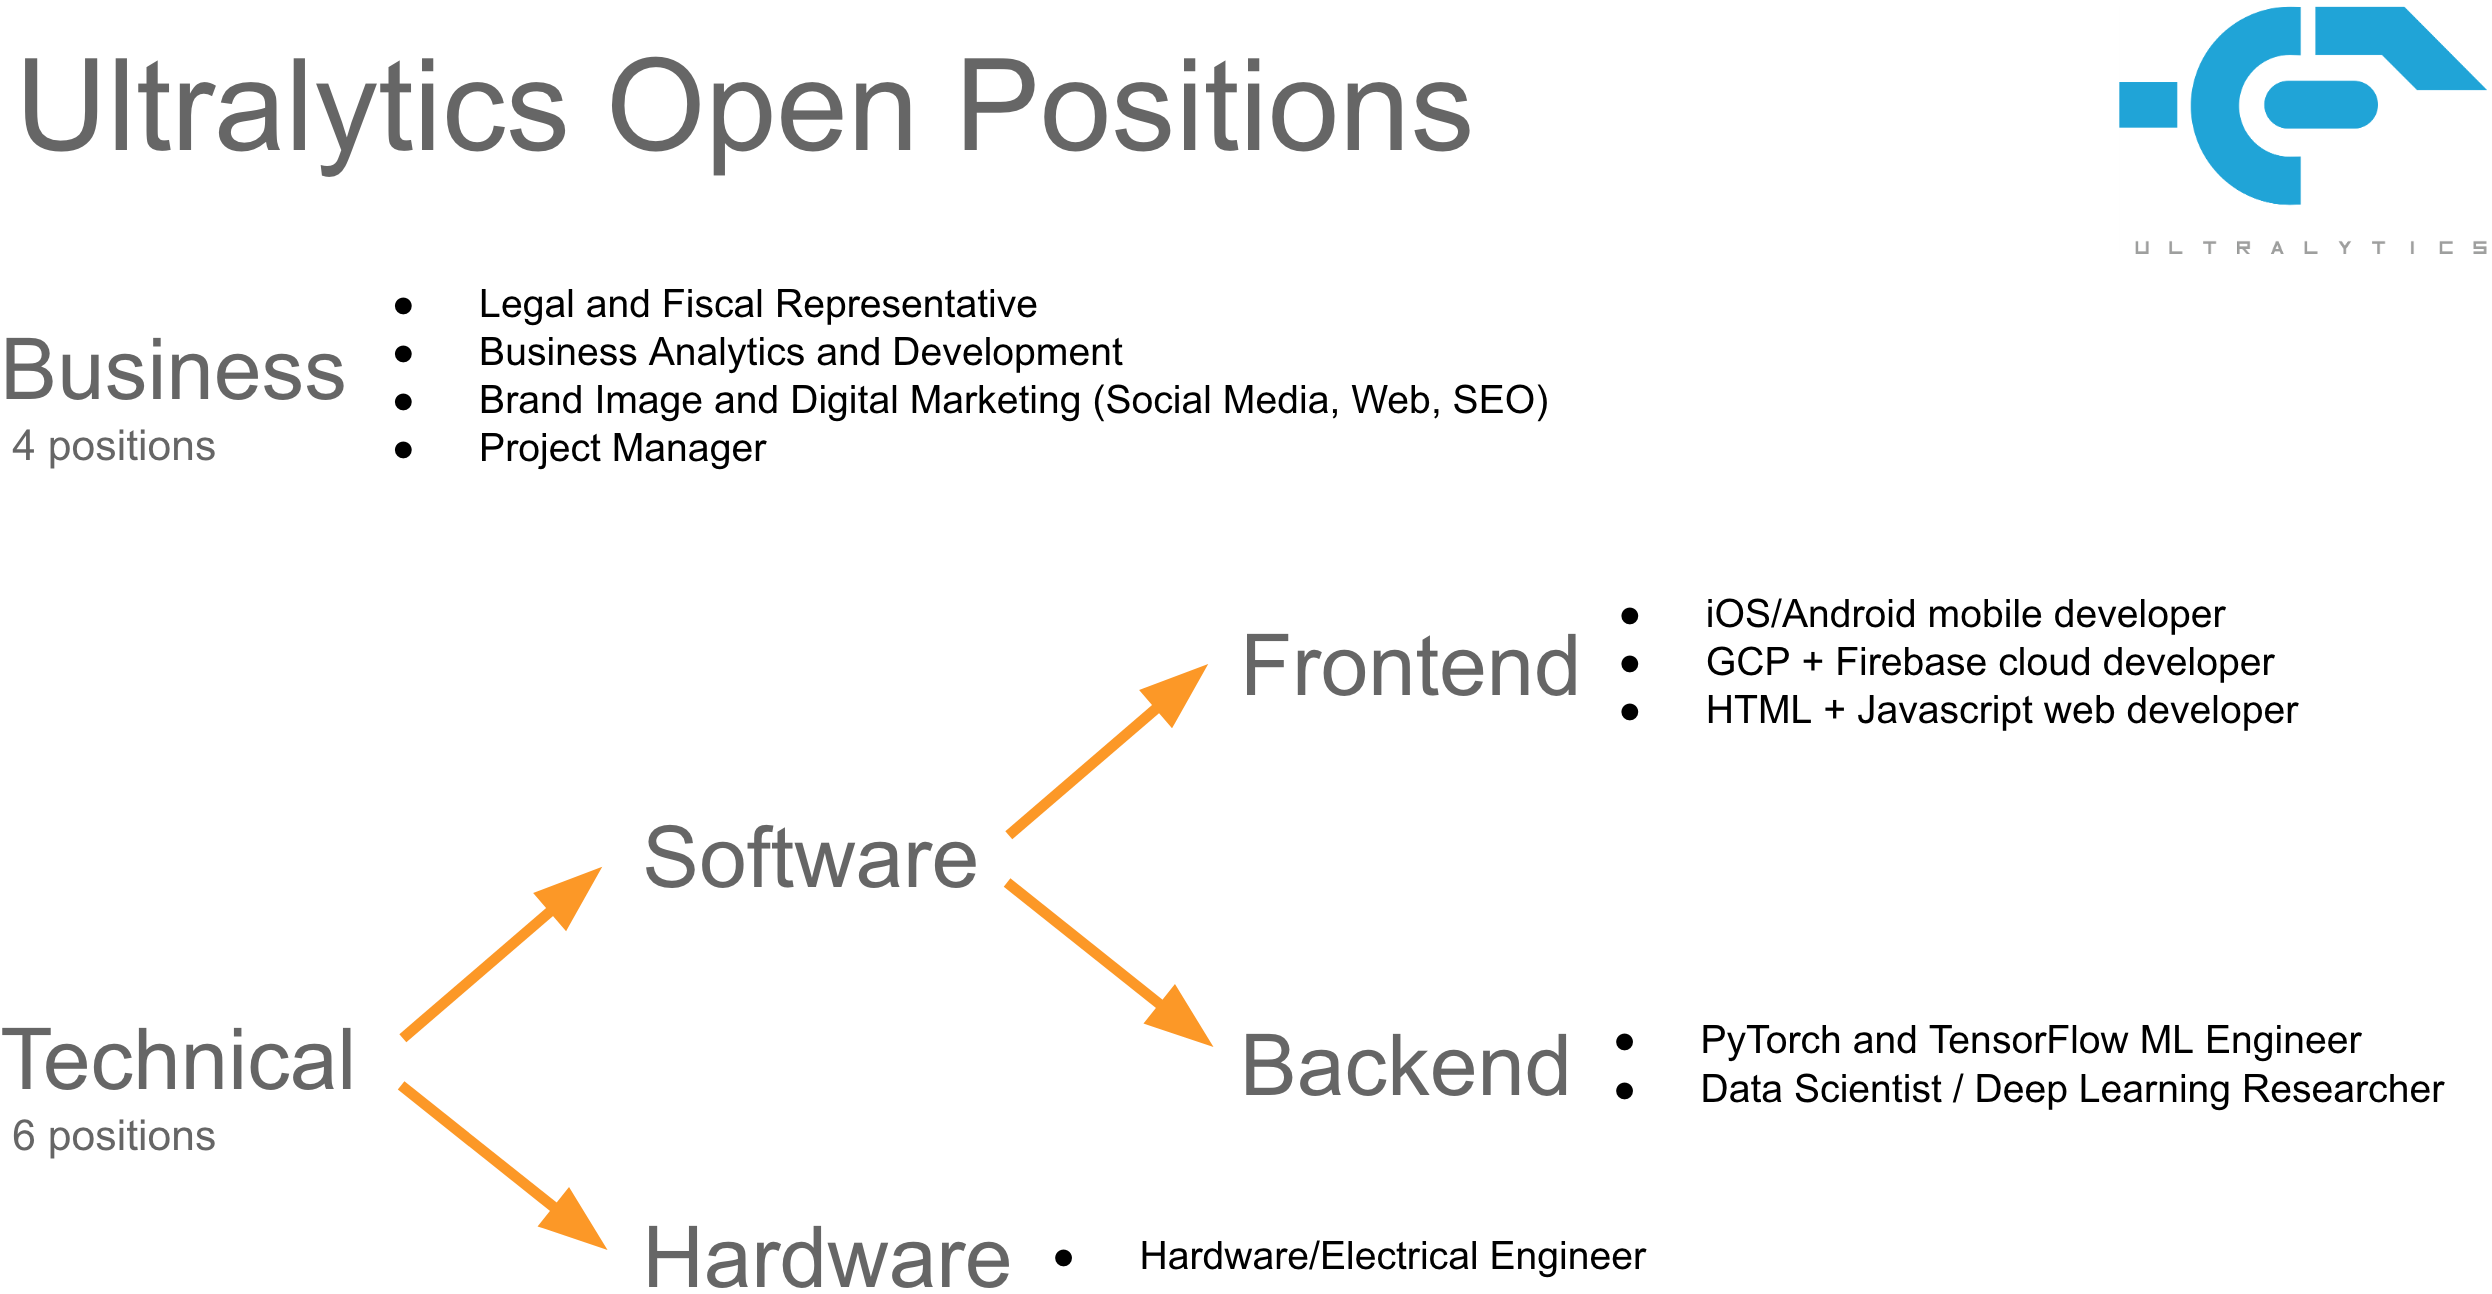 Ultralytics Open Positions
ULTRALYTICS
Business
4 positions
● Legal and Fiscal Representative
● Business Analytics and Development
● Brand Image and Digital Marketing (Social Media, Web, SEO)
● Project Manager
Technical
6 positions
Software
Frontend
● iOS/Android mobile developer
● GCP + Firebase cloud developer
● HTML + Javascript web developer
Backend
● PyTorch and TensorFlow ML Engineer
● Data Scientist / Deep Learning Researcher
Hardware
● Hardware/Electrical Engineer